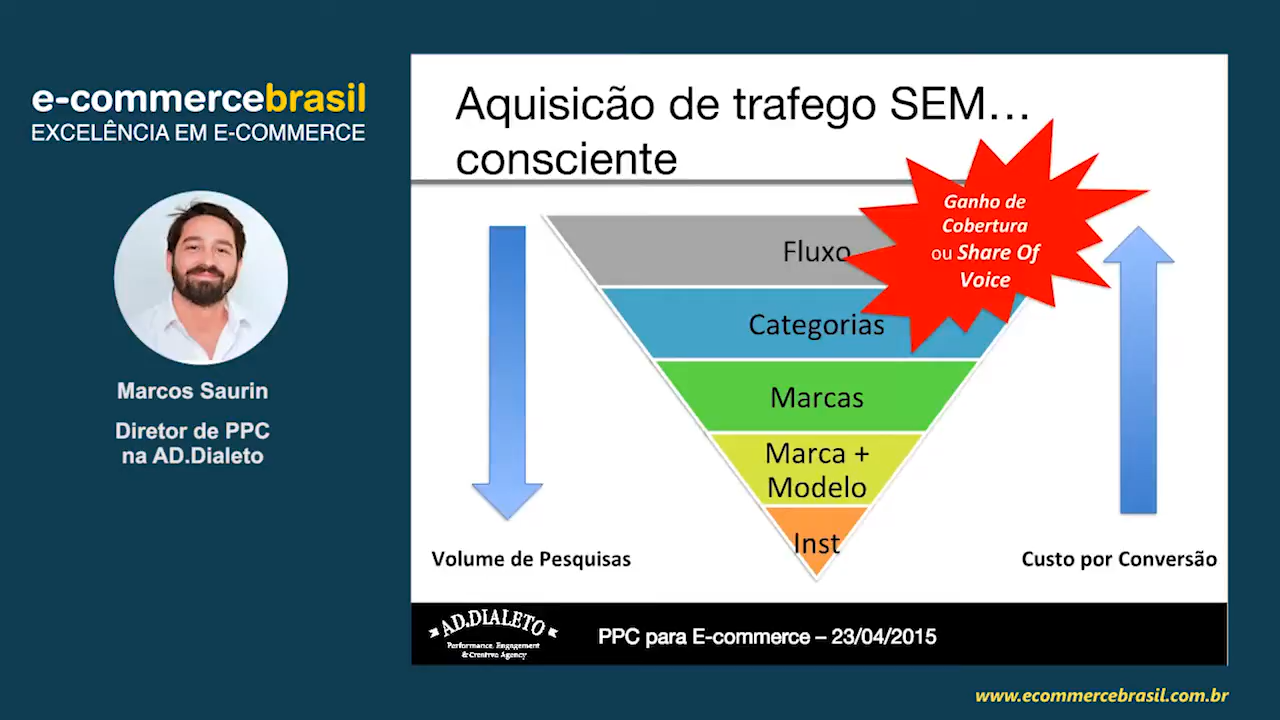 e-commercebrasil
EXCELÊNCIA EM E-COMMERCE
Marcos Saurin
Diretor de PPC
na AD.Dialeto
Aquisicão de trafego SEM...
consciente
Ganho de
Cobertura
ou Share Of
Voice
Fluxo
Categorias
Marcas
Marca +
Modelo
Inst
Volume de Pesquisas
Custo por Conversão
AD.DIALETO
Performance, Engagement
& Creative Agency
PPC para E-commerce – 23/04/2015
www.ecommercebrasil.com.br